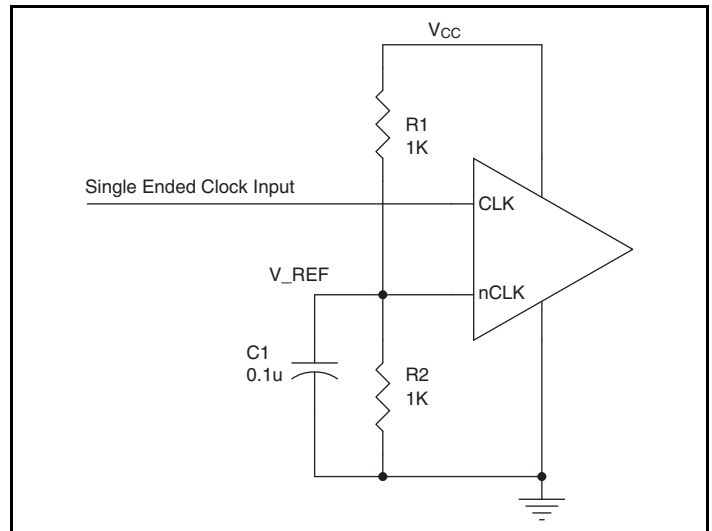 VCC
R1
1K
Single Ended Clock Input
CLK
V_REF
nCLK
C1
0.1u
R2
1K